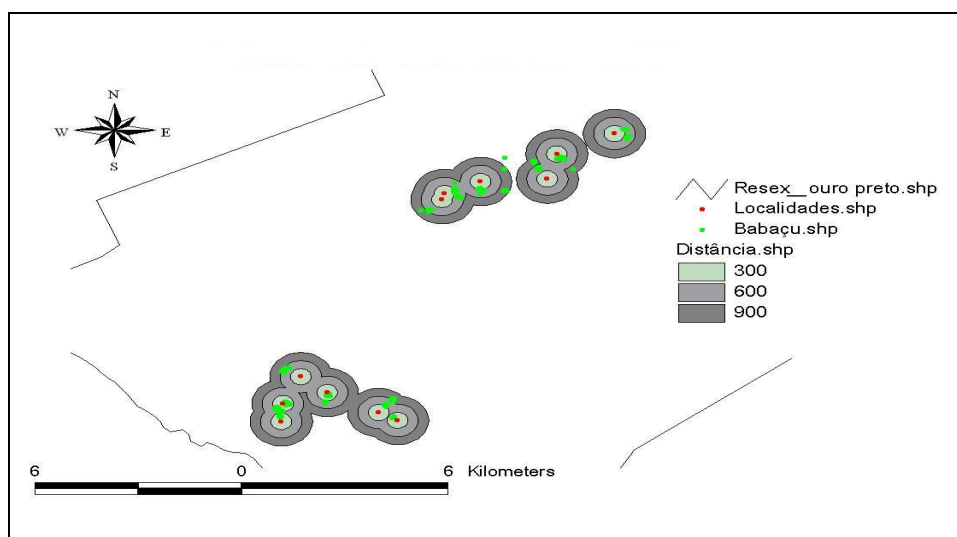 N
W E
S
Resex__ouro preto.shp
Localidades.shp
Babaçu.shp
Distância.shp
300
600
900
6 0 6 Kilometers